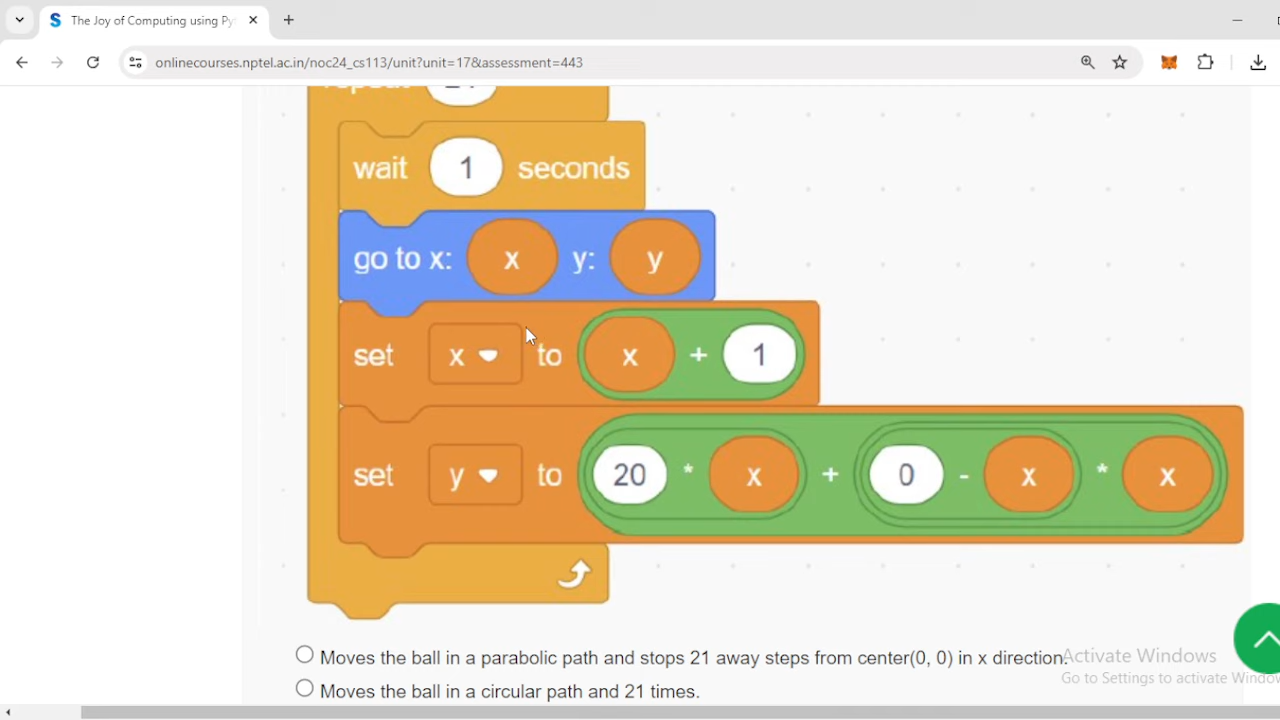 The Joy of Computing using Py
onlinecourses.nptel.ac.in/noc24_cs113/unit?unit=17&assessment=443
repeat 21
wait 1 seconds
go to x: x y: y
set x to x + 1
set y to 20 * x + 0 - x * x
Moves the ball in a parabolic path and stops 21 away steps from center(0, 0) in x direction.
Moves the ball in a circular path and 21 times.
Activate Windows
Go to Settings to activate Windo